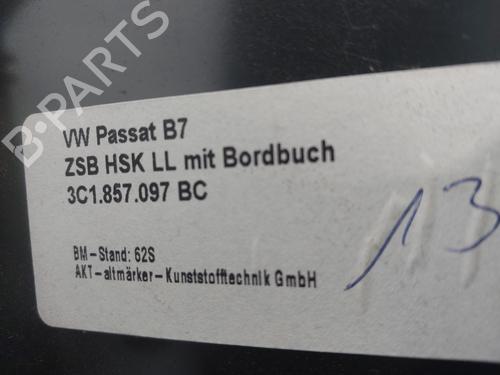 B-PARTS
VW Passat B7
ZSB HSK LL mit Bordbuch
3C1.857.097 BC
13
BM-Stand: 62S
AKT-altmärker-Kunststofftechnik GmbH